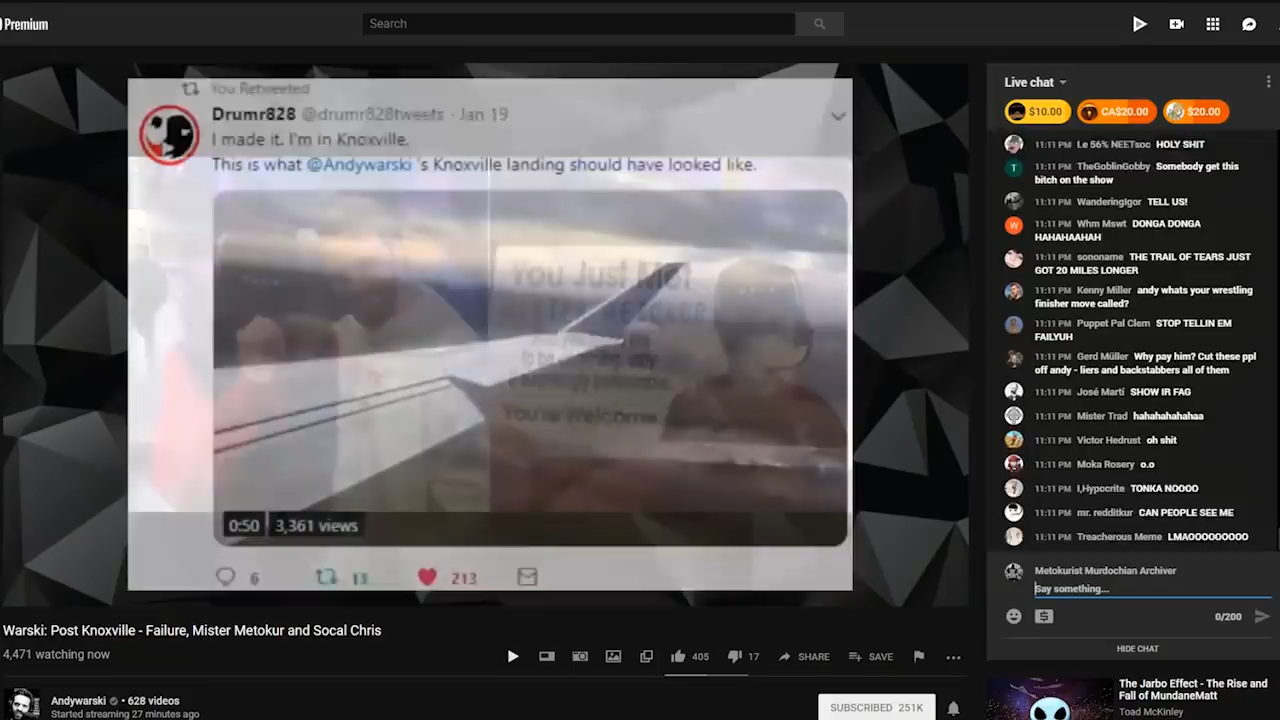 Premium
Search
You Retweeted
Drumr828 @drumr828tweets · Jan 19
I made it. I'm in Knoxville.
This is what @Andywarski 's Knoxville landing should have looked like.
You Just Met
You're Welcome
0:50 3,361 views
6 13 213
Warski: Post Knoxville - Failure, Mister Metokur and Socal Chris
4,471 watching now
405 17 SHARE SAVE
Andywarski • 628 videos
Started streaming 27 minutes ago
SUBSCRIBED 251K
Live chat
$10.00 CA$20.00 $20.00
11:11 PM Le 56% NEETsoc HOLY SHIT
11:11 PM TheGoblinGobby Somebody get this
bitch on the show
11:11 PM WanderingIgor TELL US!
W 11:11 PM Whm Mswt DONGA DONGA
HAHAHAAHAH
11:11 PM sononame THE TRAIL OF TEARS JUST
GOT 20 MILES LONGER
11:11 PM Kenny Miller andy whats your wrestling
finisher move called?
11:11 PM Puppet Pal Clem STOP TELLIN EM
FAILYUH
11:11 PM Gerd Müller Why pay him? Cut these ppl
off andy - liers and backstabbers all of them
11:11 PM José Martí SHOW IR FAG
11:11 PM Mister Trad hahahahahahaa
11:11 PM Victor Hedrust oh shit
11:11 PM Moka Rosery o.o
11:11 PM I,Hypocrite TONKA NOOOO
11:11 PM mr. redditkur CAN PEOPLE SEE ME
11:11 PM Treacherous Meme LMAOOOOOOOOO
Metokurist Murdochian Archiver
Say something...
0/200
HIDE CHAT
The Jarbo Effect - The Rise and
Fall of MundaneMatt
Toad McKinley